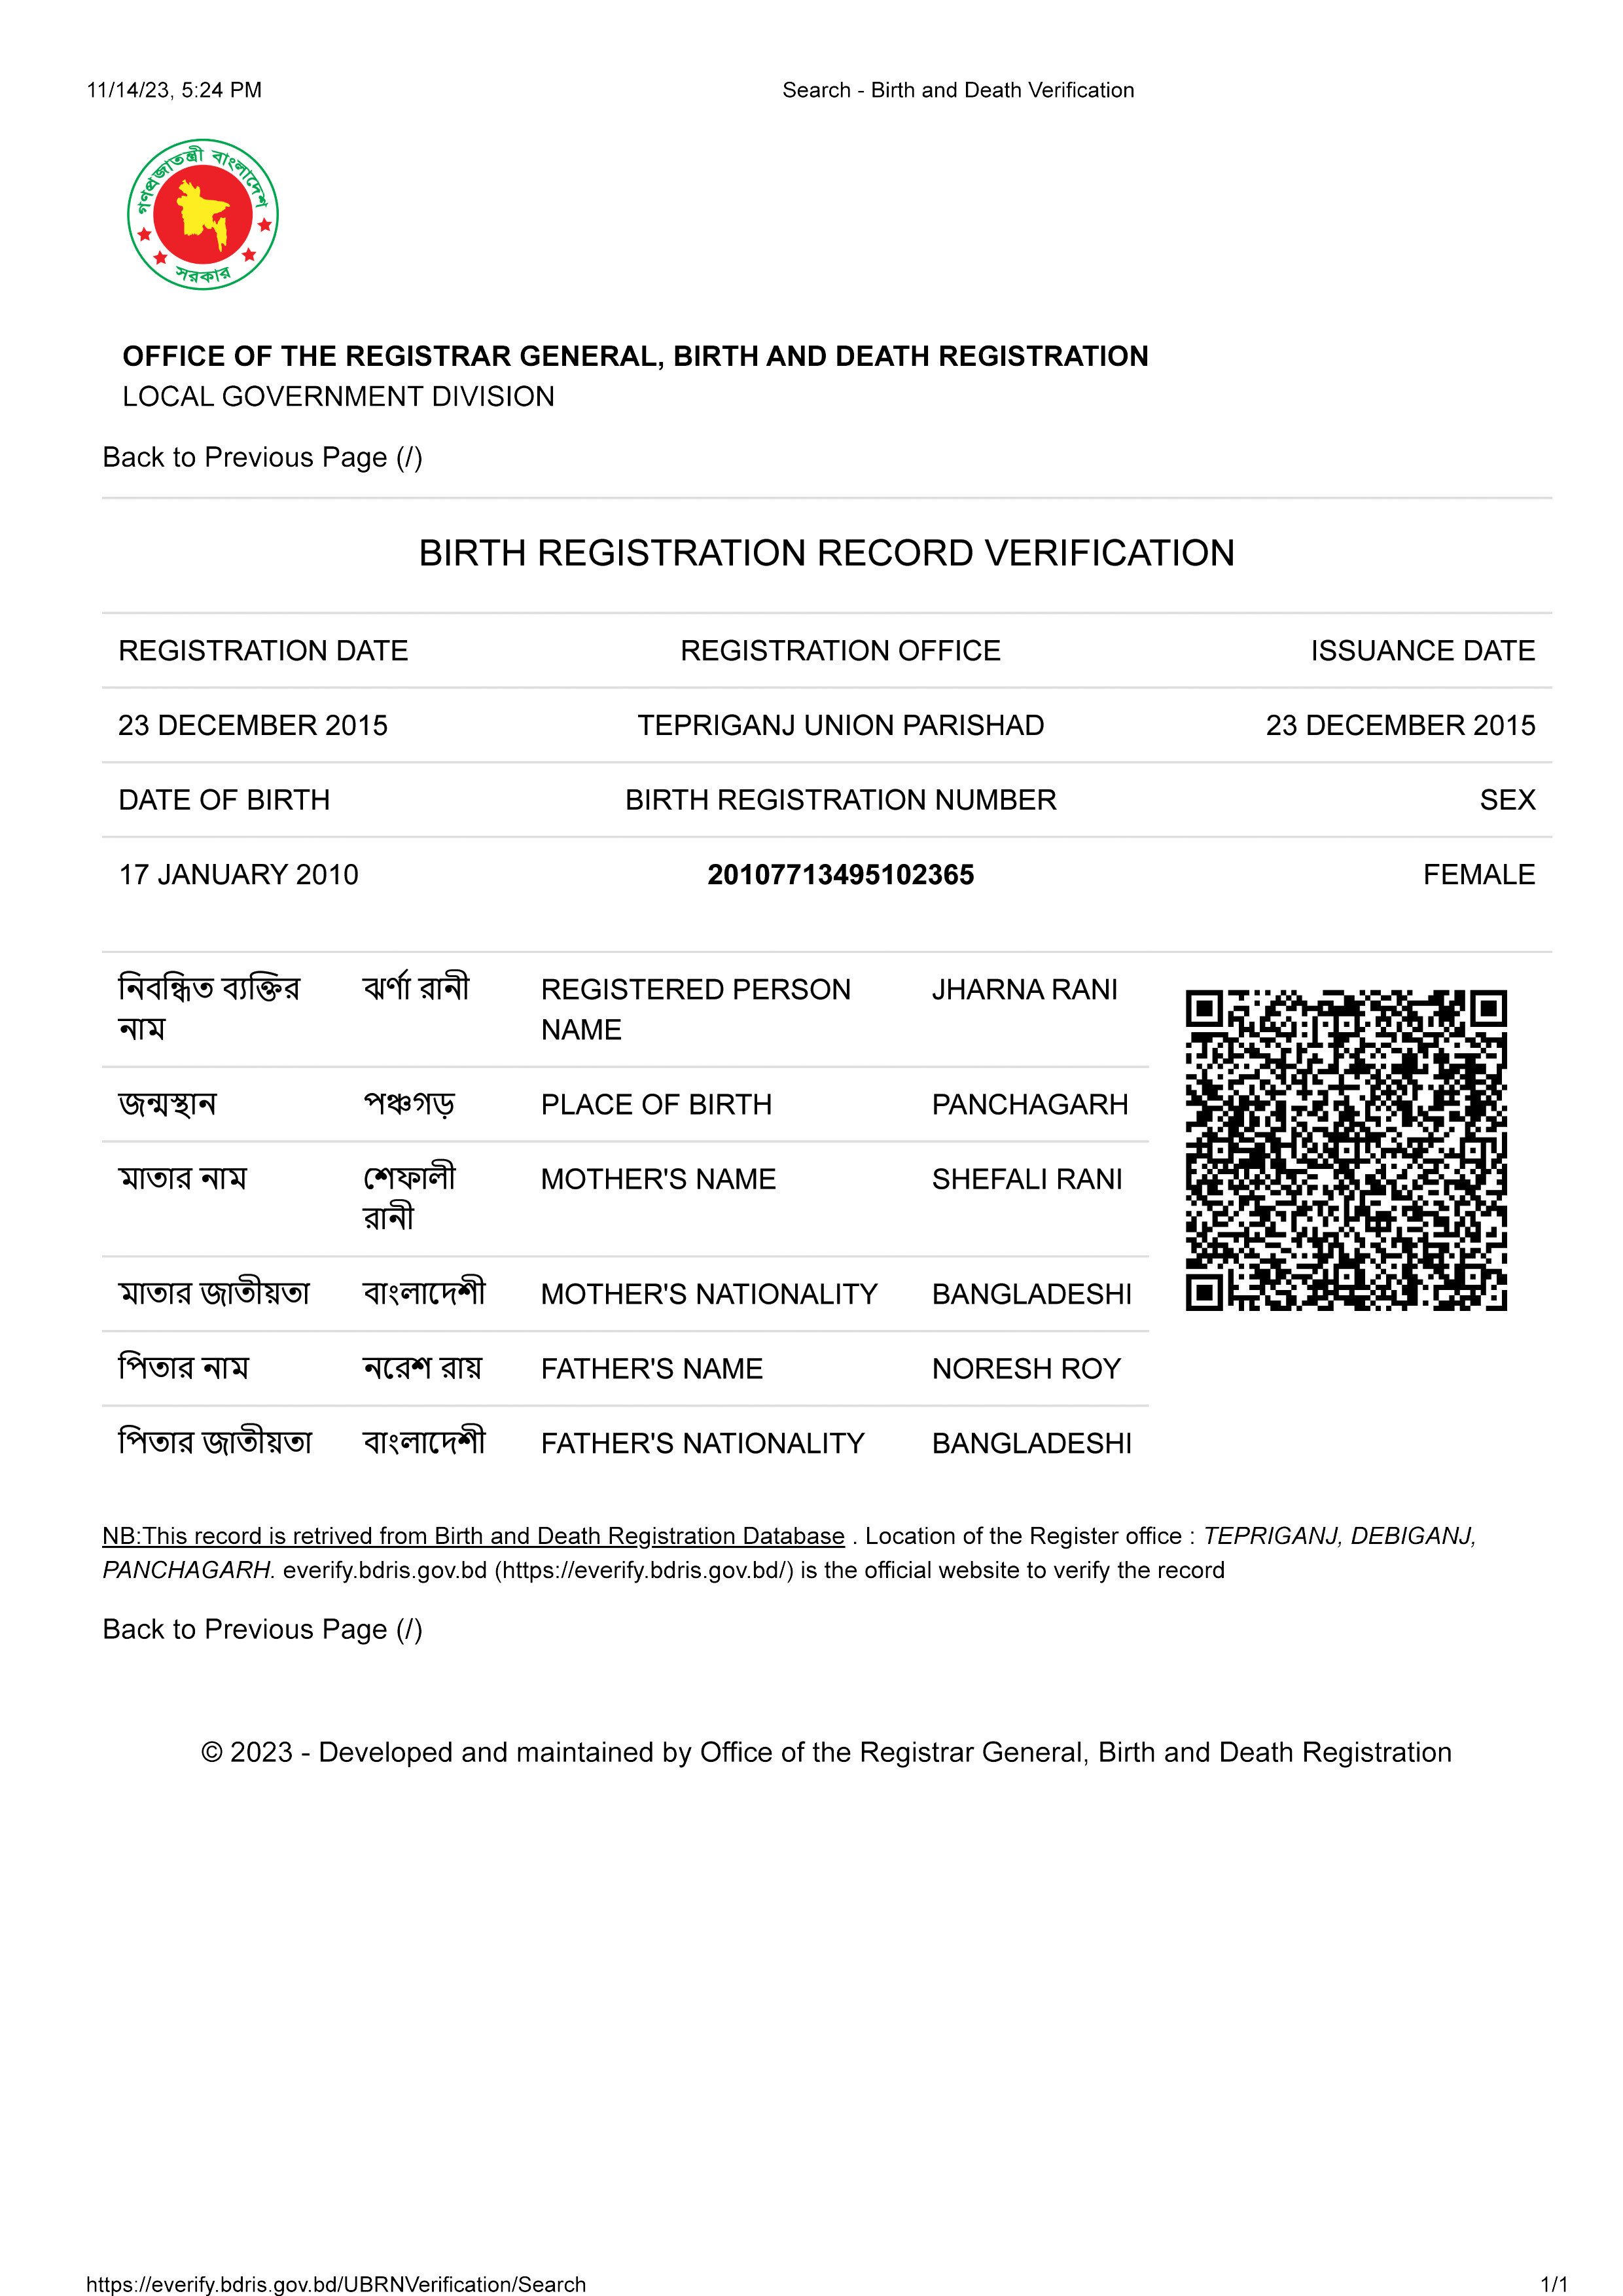 11/14/23, 5:24 PM Search - Birth and Death Verification
গণপ্রজাতন্ত্রী বাংলাদেশ
সরকার
OFFICE OF THE REGISTRAR GENERAL, BIRTH AND DEATH REGISTRATION
LOCAL GOVERNMENT DIVISION
Back to Previous Page (/)
BIRTH REGISTRATION RECORD VERIFICATION
REGISTRATION DATE REGISTRATION OFFICE ISSUANCE DATE
23 DECEMBER 2015 TEPRIGANJ UNION PARISHAD 23 DECEMBER 2015
DATE OF BIRTH BIRTH REGISTRATION NUMBER SEX
17 JANUARY 2010 20107713495102365 FEMALE
নিবন্ধিত ব্যক্তির ঝর্ণা রানী REGISTERED PERSON JHARNA RANI
নাম NAME
জন্মস্থান পঞ্চগড় PLACE OF BIRTH PANCHAGARH
মাতার নাম শেফালী MOTHER'S NAME SHEFALI RANI
রানী
মাতার জাতীয়তা বাংলাদেশী MOTHER'S NATIONALITY BANGLADESHI
পিতার নাম নরেশ রায় FATHER'S NAME NORESH ROY
পিতার জাতীয়তা বাংলাদেশী FATHER'S NATIONALITY BANGLADESHI
NB:This record is retrived from Birth and Death Registration Database . Location of the Register office : TEPRIGANJ, DEBIGANJ,
PANCHAGARH. everify.bdris.gov.bd (https://everify.bdris.gov.bd/) is the official website to verify the record
Back to Previous Page (/)
© 2023 - Developed and maintained by Office of the Registrar General, Birth and Death Registration
https://everify.bdris.gov.bd/UBRNVerification/Search 1/1